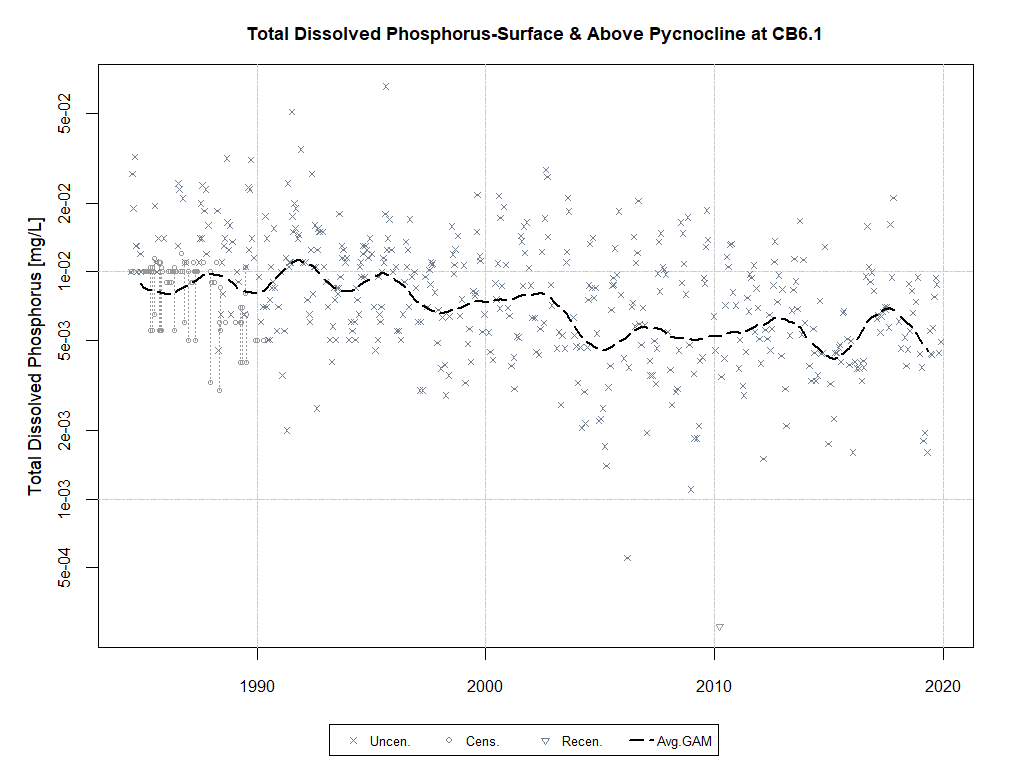 Total Dissolved Phosphorus-Surface & Above Pycnocline at CB6.1
Total Dissolved Phosphorus [mg/L]
5e-02
2e-02
1e-02
5e-03
2e-03
1e-03
5e-04
1990 2000 2010 2020
Uncen. Cens. Recen. Avg.GAM